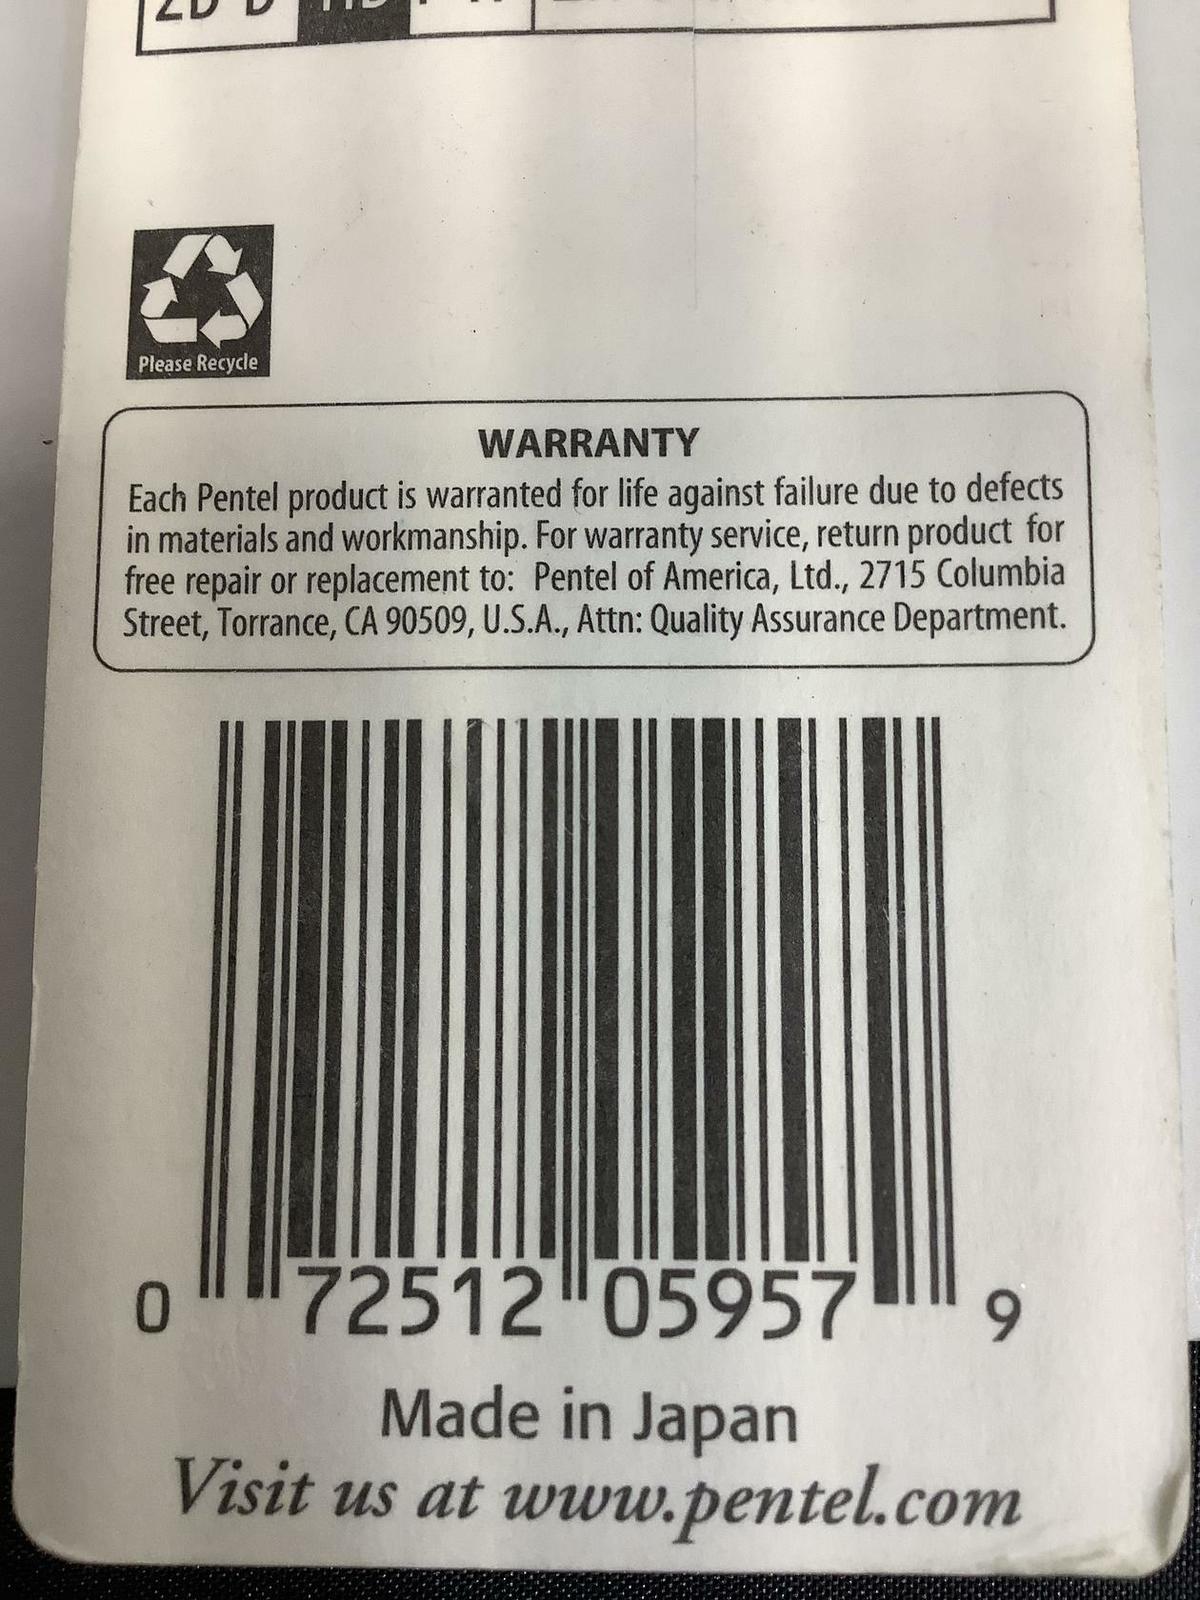 Please Recycle
WARRANTY
Each Pentel product is warranted for life against failure due to defects
in materials and workmanship. For warranty service, return product for
free repair or replacement to: Pentel of America, Ltd., 2715 Columbia
Street, Torrance, CA 90509, U.S.A., Attn: Quality Assurance Department.
0 72512 05957 9
Made in Japan
Visit us at www.pentel.com